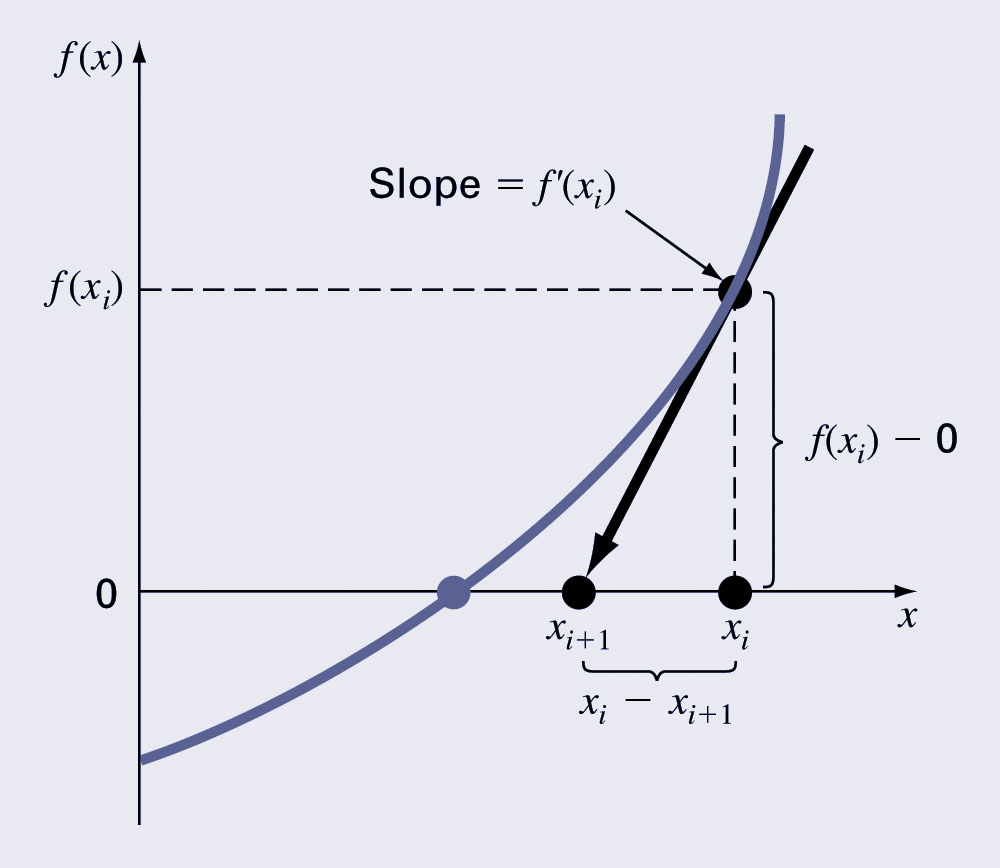 f(x)
Slope = f′(xᵢ)
f(xᵢ)
f(xᵢ) − 0
0
x
xᵢ₊₁
xᵢ
xᵢ − xᵢ₊₁